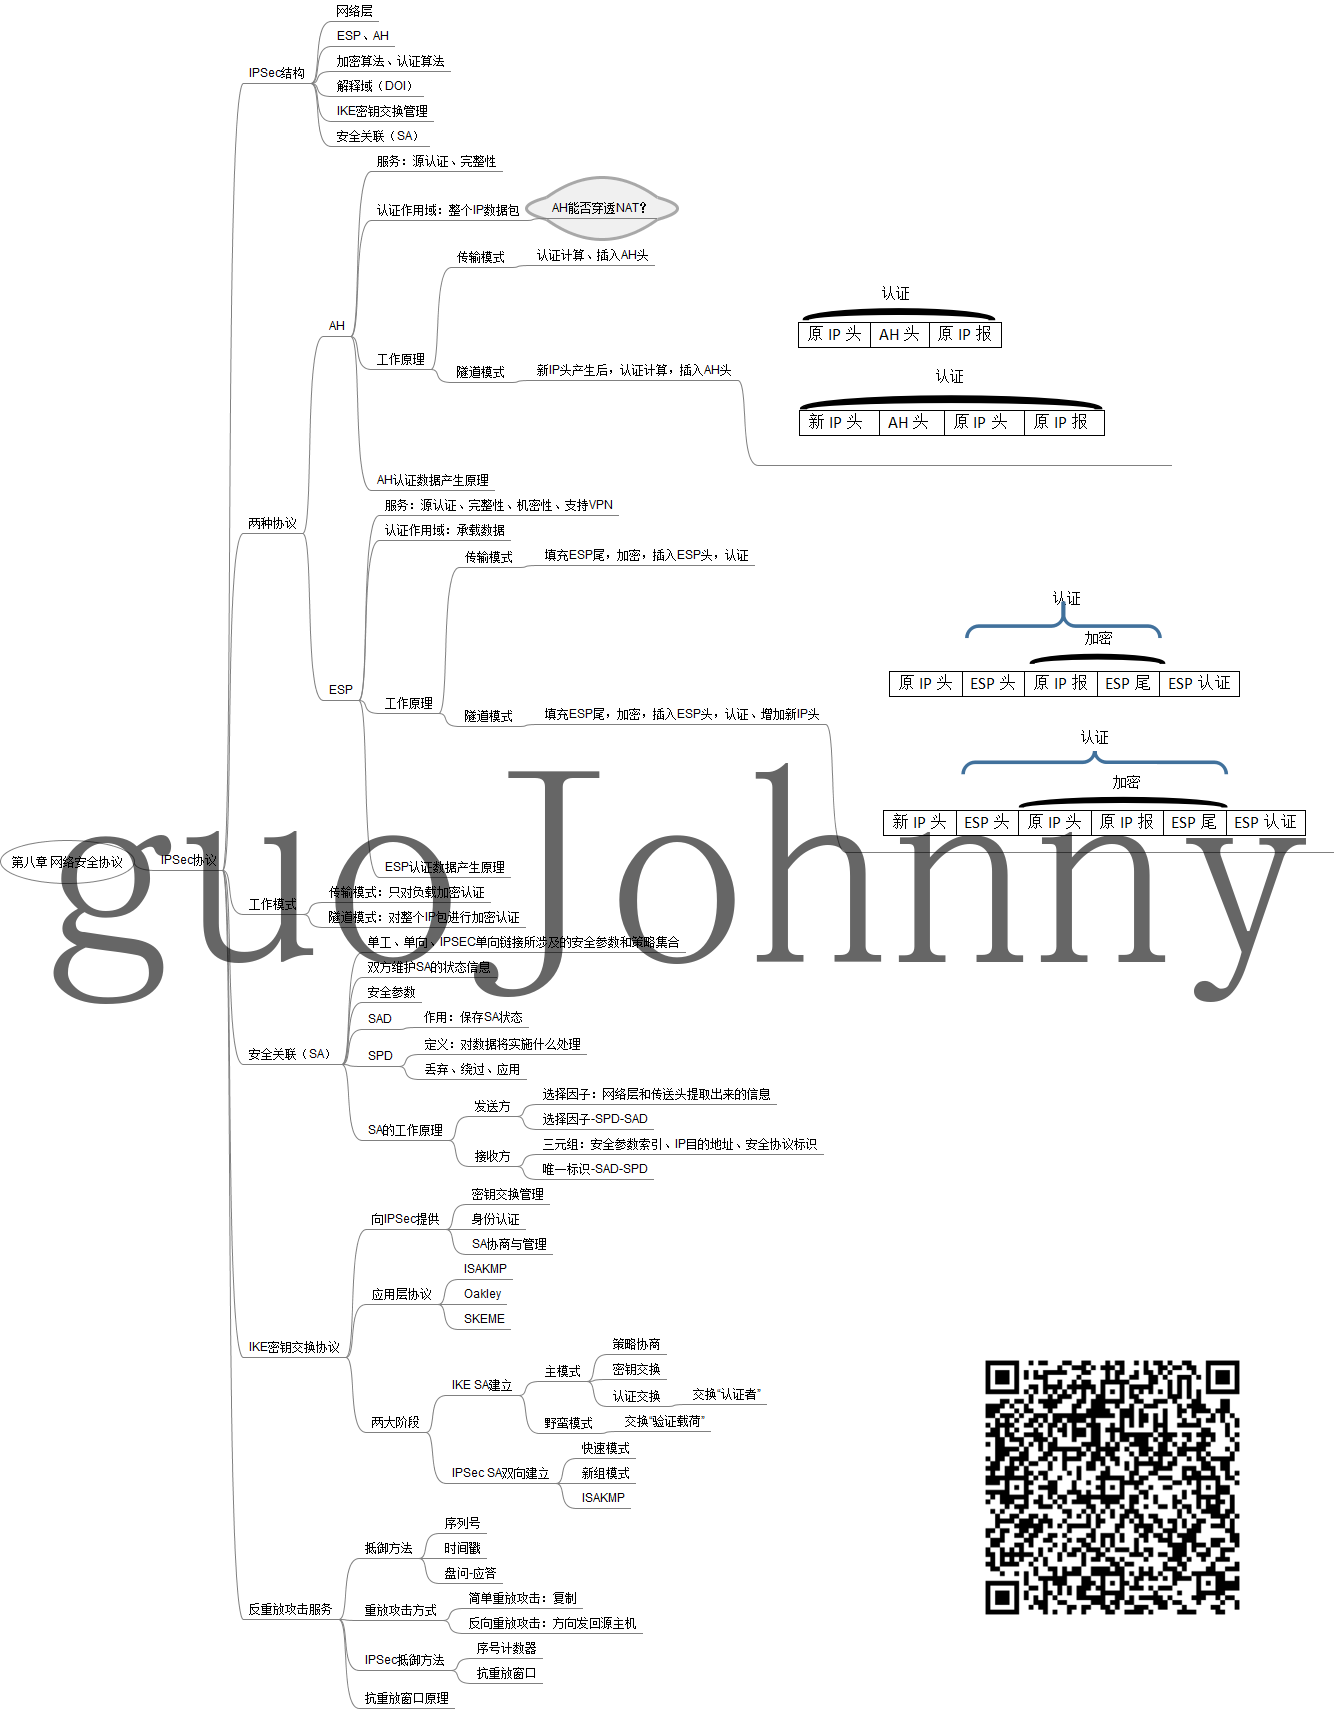 第八章 网络安全协议
IPSec协议
IPSec结构
网络层
ESP、AH
加密算法、认证算法
解释域（DOI）
IKE密钥交换管理
安全关联（SA）
两种协议
AH
服务：源认证、完整性
认证作用域：整个IP数据包
AH能否穿透NAT？
工作原理
传输模式
认证计算、插入AH头
隧道模式
新IP头产生后，认证计算，插入AH头
认证
原 IP 头 AH 头 原 IP 报
认证
新 IP 头 AH 头 原 IP 头 原 IP 报
AH认证数据产生原理
ESP
服务：源认证、完整性、机密性、支持VPN
认证作用域：承载数据
工作原理
传输模式
填充ESP尾，加密，插入ESP头，认证
隧道模式
填充ESP尾，加密，插入ESP头，认证、增加新IP头
认证
加密
原 IP 头 ESP 头 原 IP 报 ESP 尾 ESP 认证
认证
加密
新 IP 头 ESP 头 原 IP 头 原 IP 报 ESP 尾 ESP 认证
ESP认证数据产生原理
工作模式
传输模式：只对负载加密认证
隧道模式：对整个IP包进行加密认证
安全关联（SA）
单工、单向、IPSEC单向链接所涉及的安全参数和策略集合
双方维护SA的状态信息
安全参数
SAD
作用：保存SA状态
SPD
定义：对数据将实施什么处理
丢弃、绕过、应用
SA的工作原理
发送方
选择因子：网络层和传送头提取出来的信息
选择因子-SPD-SAD
接收方
三元组：安全参数索引、IP目的地址、安全协议标识
唯一标识-SAD-SPD
IKE密钥交换协议
向IPSec提供
密钥交换管理
身份认证
SA协商与管理
应用层协议
ISAKMP
Oakley
SKEME
两大阶段
IKE SA建立
主模式
策略协商
密钥交换
认证交换
交换“认证者”
野蛮模式
交换“验证载荷”
IPSec SA双向建立
快速模式
新组模式
ISAKMP
反重放攻击服务
抵御方法
序列号
时间戳
盘问-应答
重放攻击方式
简单重放攻击：复制
反向重放攻击：方向发回源主机
IPSec抵御方法
序号计数器
抗重放窗口
抗重放窗口原理
guoJohnny